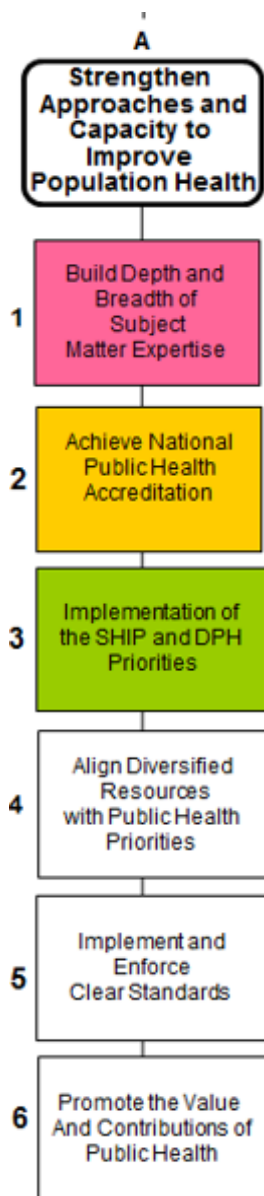 A
Strengthen
Approaches and
Capacity to
Improve
Population Health
1
Build Depth and
Breadth of
Subject
Matter Expertise
2
Achieve National
Public Health
Accreditation
3
Implementation of
the SHIP and DPH
Priorities
4
Align Diversified
Resources
with Public Health
Priorities
5
Implement and
Enforce
Clear Standards
6
Promote the Value
And Contributions of
Public Health